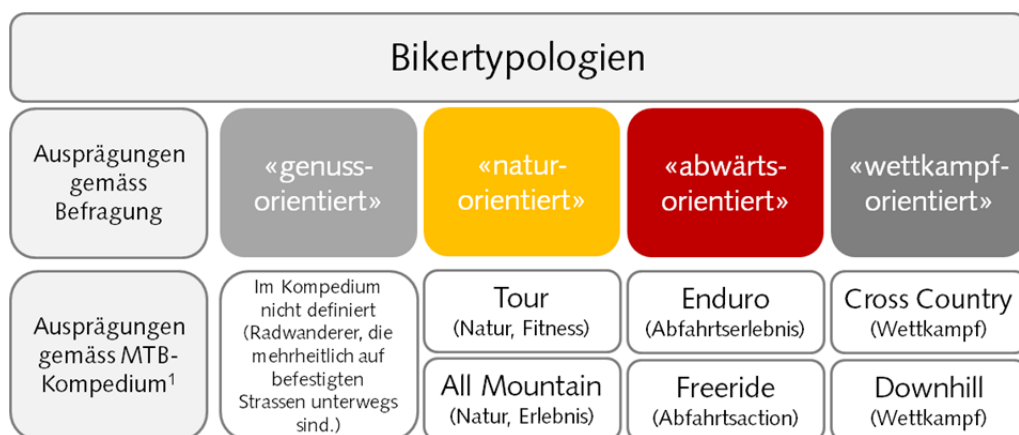 Bikertypologien
Ausprägungen
gemäss
Befragung
«genuss-
orientiert»
«natur-
orientiert»
«abwärts-
orientiert»
«wettkampf-
orientiert»
Ausprägungen
gemäss MTB-
Kompedium¹
Im Kompedium
nicht definiert
(Radwanderer, die
mehrheitlich auf
befestigten
Strassen unterwegs
sind.)
Tour
(Natur, Fitness)
Enduro
(Abfahrtserlebnis)
Cross Country
(Wettkampf)
All Mountain
(Natur, Erlebnis)
Freeride
(Abfahrtsaction)
Downhill
(Wettkampf)